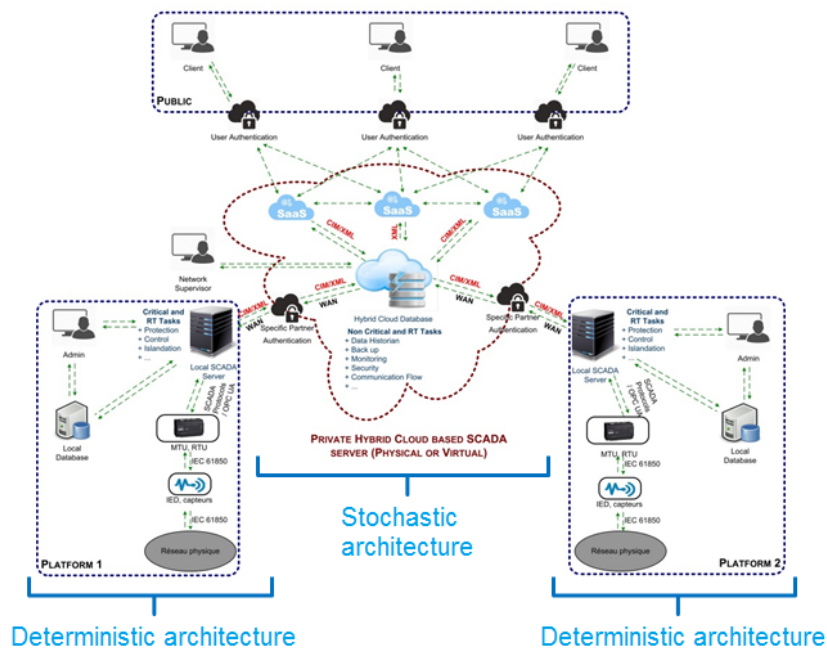 Client
Client
Client
PUBLIC
User Authentication
User Authentication
User Authentication
SaaS
SaaS
SaaS
CIM/XML
XML
CIM/XML
Network
Supervisor
CIM/XML
WAN
CIM/XML
WAN
Specific Partner
Authentication
Hybrid Cloud Database
Non Critical and RT Tasks
+ Data Historian
+ Back up
+ Monitoring
+ Security
+ Communication Flow
+ ...
CIM/XML
WAN
CIM/XML
WAN
Specific Partner
Authentication
PRIVATE HYBRID CLOUD BASED SCADA
SERVER (PHYSICAL OR VIRTUAL)
Admin
Critical and
RT Tasks
+ Protection
+ Control
+ Islandation
+ ...
Local SCADA
Server
SCADA
Protocols
/ OPC UA
Local
Database
MTU, RTU
IEC 61850
IED, capteurs
IEC 61850
Réseau physique
PLATFORM 1
Critical and
RT Tasks
+ Protection
+ Control
+ Islandation
+ ...
Admin
Local SCADA
Server
SCADA
Protocols
/ OPC UA
Local
Database
MTU, RTU
IEC 61850
IED, capteurs
IEC 61850
Réseau physique
PLATFORM 2
Stochastic
architecture
Deterministic architecture
Deterministic architecture